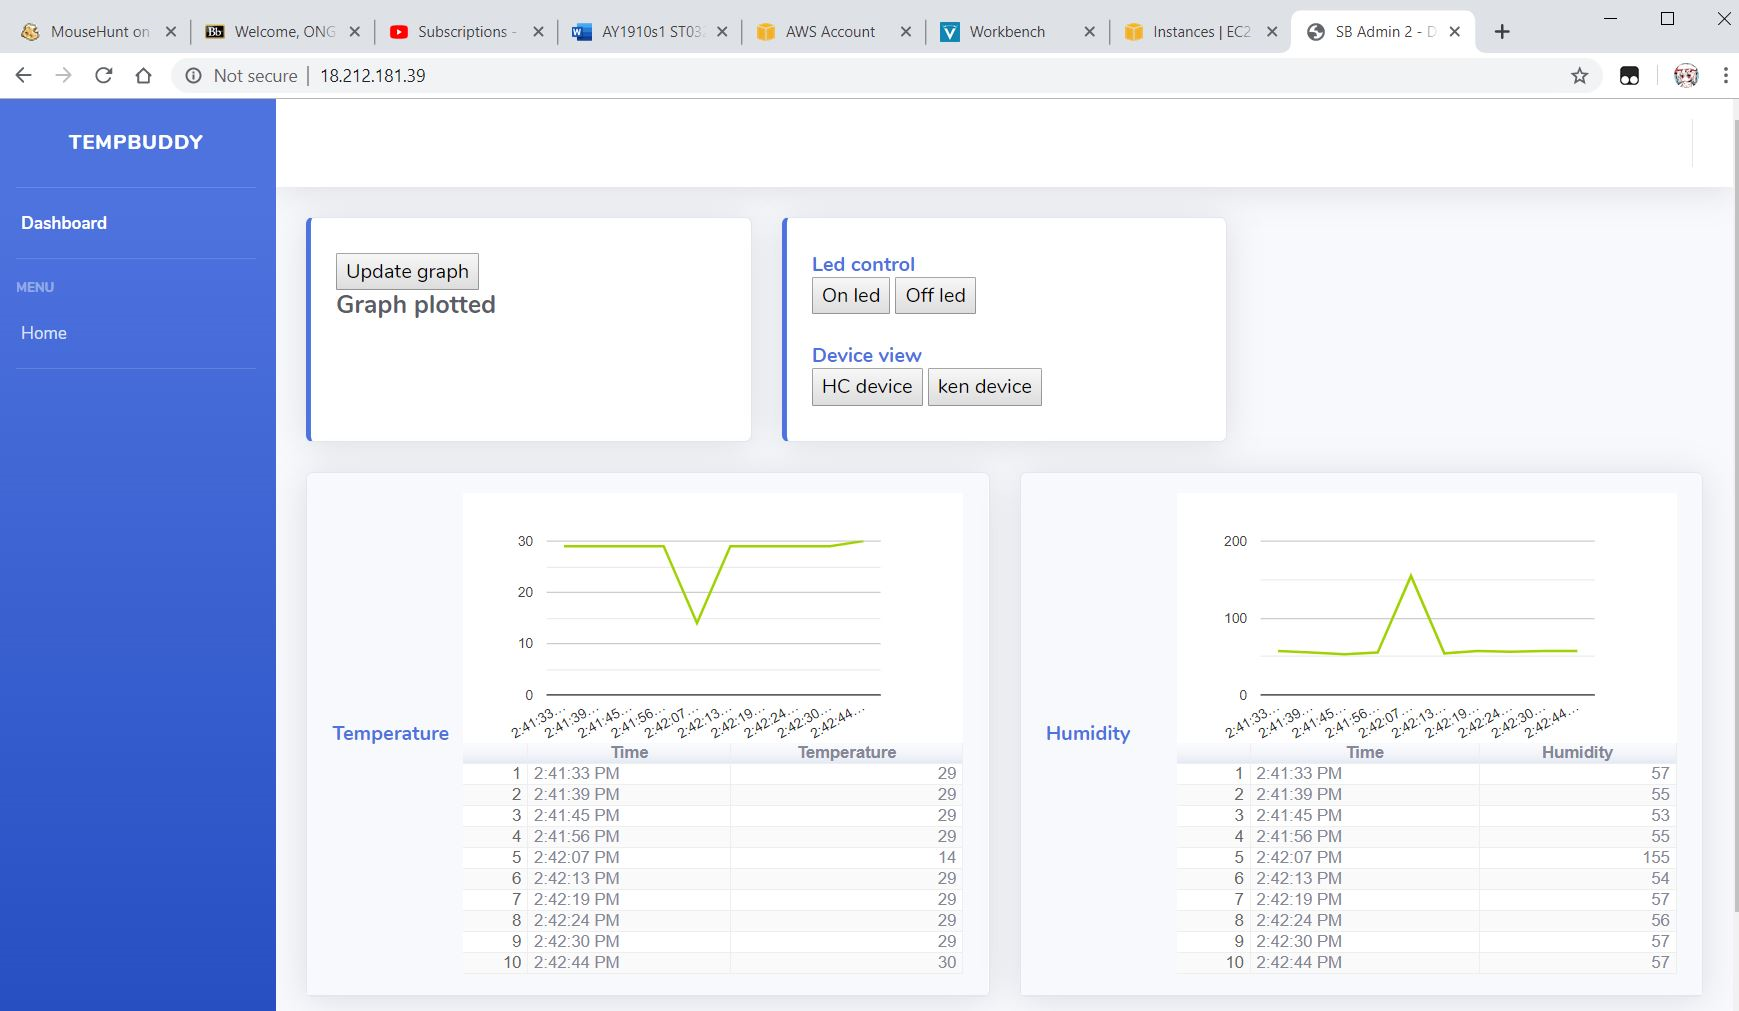 MouseHunt on
Welcome, ONG
Subscriptions -
AY1910s1 ST032
AWS Account
Workbench
Instances | EC2
SB Admin 2 - D
Not secure | 18.212.181.39
TEMPBUDDY
Dashboard
MENU
Home
Update graph
Graph plotted
Led control
On led Off led
Device view
HC device ken device
Temperature
30
20
10
0
2:41:33... 2:41:39... 2:41:45... 2:41:56... 2:42:07... 2:42:13... 2:42:19... 2:42:24... 2:42:30... 2:42:44...
Time Temperature
1 2:41:33 PM 29
2 2:41:39 PM 29
3 2:41:45 PM 29
4 2:41:56 PM 29
5 2:42:07 PM 14
6 2:42:13 PM 29
7 2:42:19 PM 29
8 2:42:24 PM 29
9 2:42:30 PM 29
10 2:42:44 PM 30
Humidity
200
100
0
2:41:33... 2:41:39... 2:41:45... 2:41:56... 2:42:07... 2:42:13... 2:42:19... 2:42:24... 2:42:30... 2:42:44...
Time Humidity
1 2:41:33 PM 57
2 2:41:39 PM 55
3 2:41:45 PM 53
4 2:41:56 PM 55
5 2:42:07 PM 155
6 2:42:13 PM 54
7 2:42:19 PM 57
8 2:42:24 PM 56
9 2:42:30 PM 57
10 2:42:44 PM 57